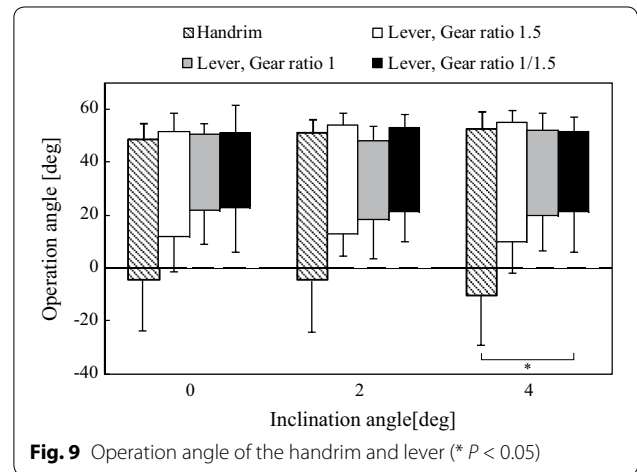 Handrim Lever, Gear ratio 1.5
Lever, Gear ratio 1 Lever, Gear ratio 1/1.5
Operation angle [deg]
60
40
20
0
-20
-40
*
0 2 4
Inclination angle[deg]
Fig. 9 Operation angle of the handrim and lever (* P < 0.05)